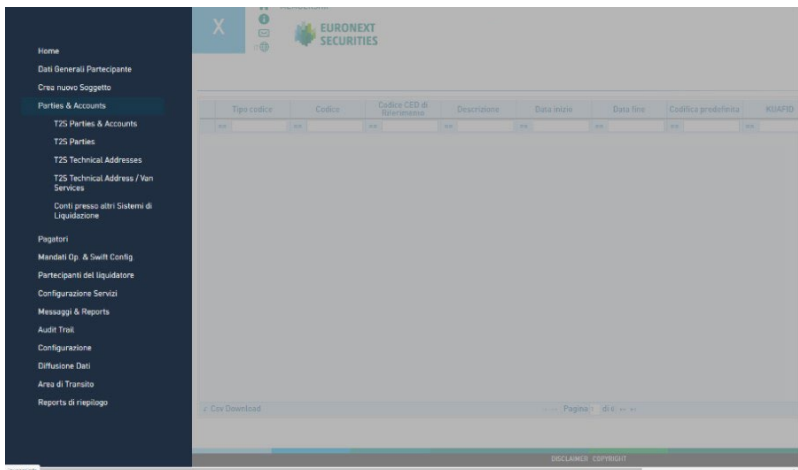 X
EURONEXT
SECURITIES
Home
Dati Generali Partecipante
Crea nuovo Soggetto
Parties & Accounts
T2S Parties & Accounts
T2S Parties
T2S Technical Addresses
T2S Technical Address / Van
Services
Conti presso altri Sistemi di
Liquidazione
Pagatori
Mandati Op. & Swift Config
Partecipanti del liquidatore
Configurazione Servizi
Messaggi & Reports
Audit Trail
Configurazione
Diffusione Dati
Area di Transito
Reports di riepilogo
Tipo codice Codice Codice CED di Riferimento Descrizione Data inizio Data fine Codifica predefinita
Csv Download
Pagina 1 di
DISCLAIMER COPYRIGHT